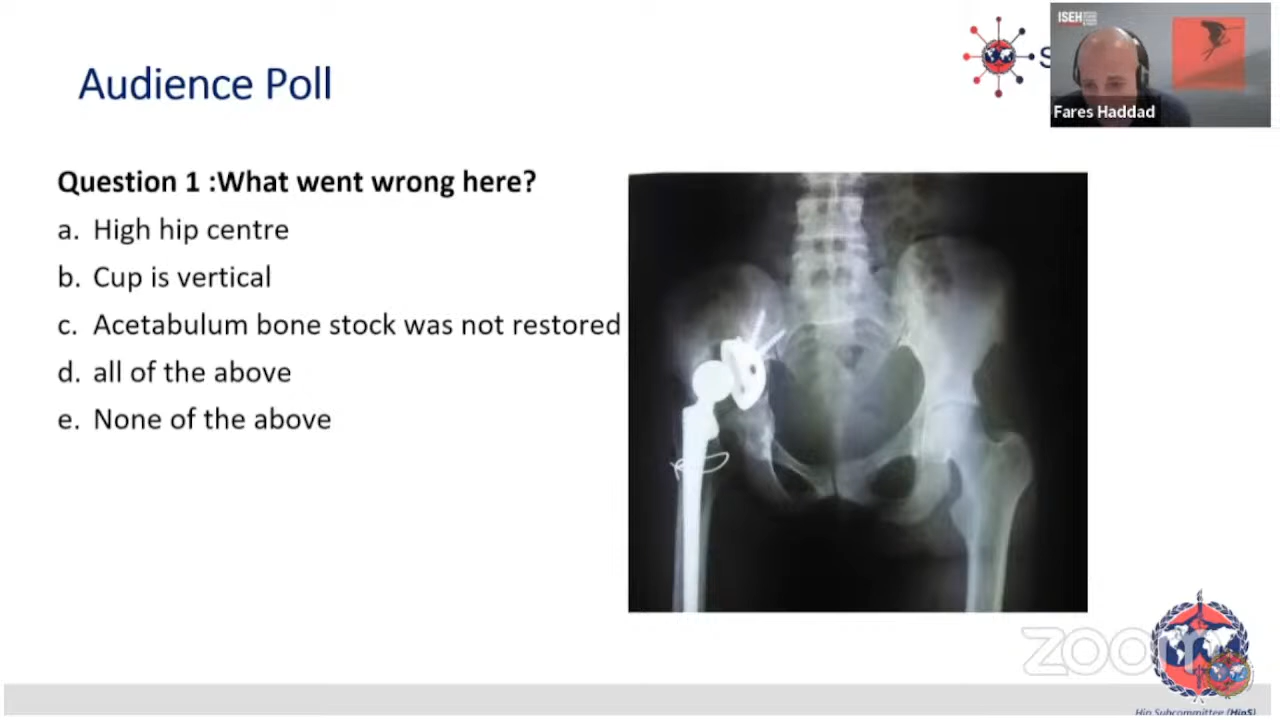 Audience Poll
ISEH
S
Fares Haddad
Question 1 :What went wrong here?
a. High hip centre
b. Cup is vertical
c. Acetabulum bone stock was not restored
d. all of the above
e. None of the above
zoom
Hip Subcommittee (HipS)